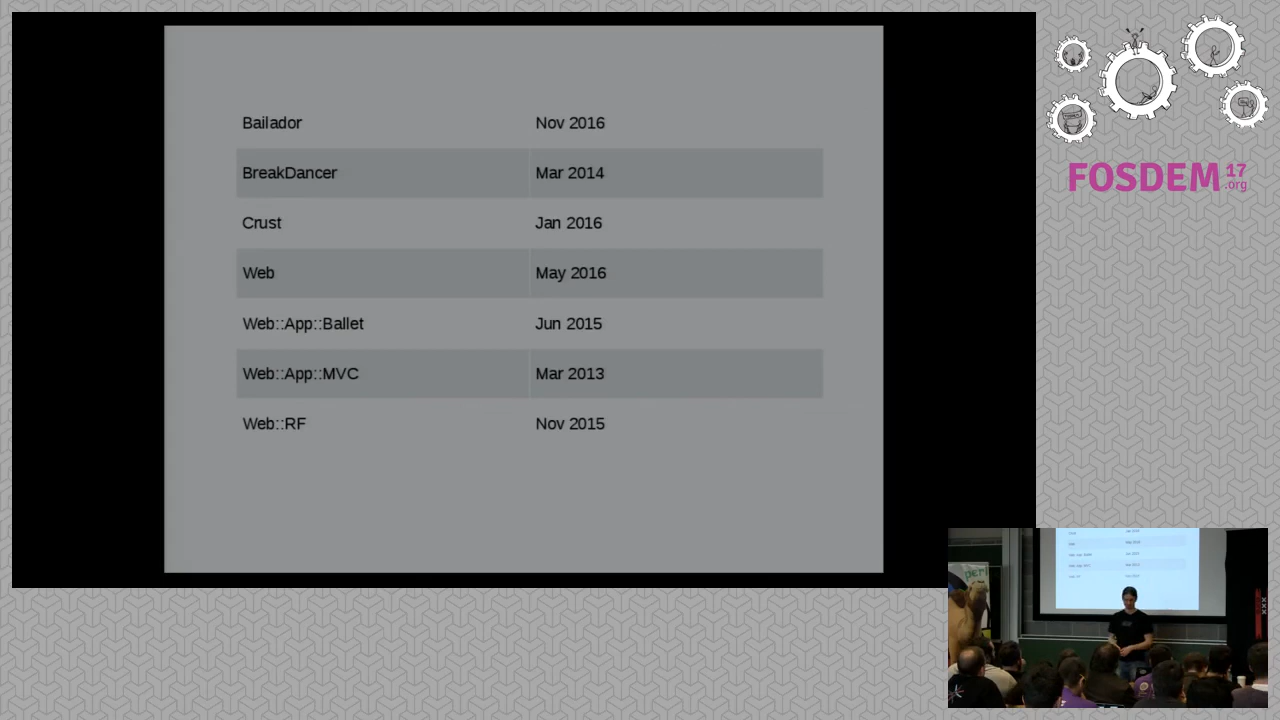 Bailador Nov 2016
BreakDancer Mar 2014
Crust Jan 2016
Web May 2016
Web::App::Ballet Jun 2015
Web::App::MVC Mar 2013
Web::RF Nov 2015
FOSDEM 17
.org
perl